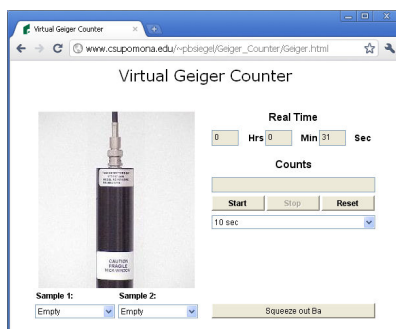 Virtual Geiger Counter
www.csupomona.edu/~pbsiegel/Geiger_Counter/Geiger.html
Virtual Geiger Counter
Real Time
0 Hrs 0 Min 31 Sec
Counts
Start Stop Reset
10 sec
CAUTION
FRAGILE
THIN WINDOW
Sample 1: Sample 2:
Empty Empty
Squeeze out Ba